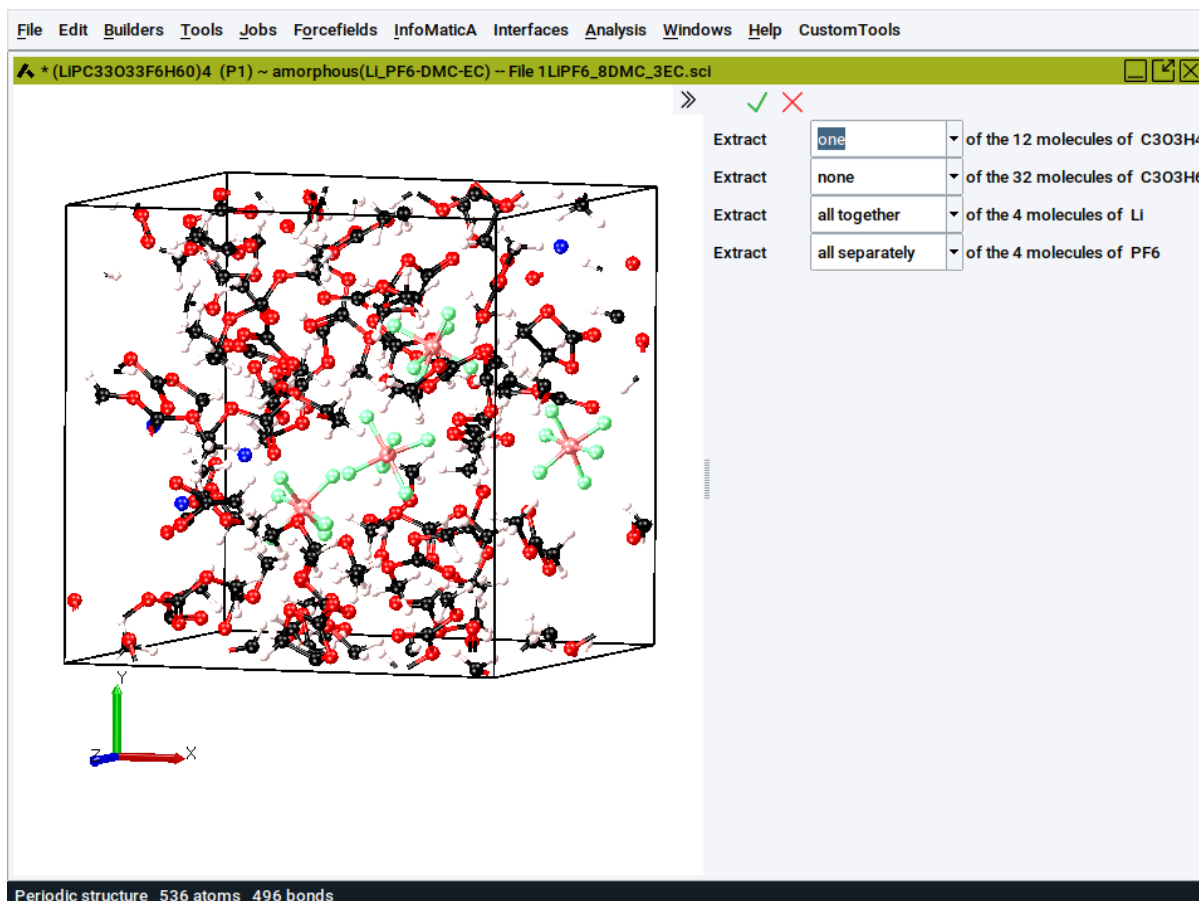 File Edit Builders Tools Jobs Forcefields InfoMaticA Interfaces Analysis Windows Help CustomTools
* (LiPC33O33F6H60)4 (P1) ~ amorphous(Li_PF6-DMC-EC) -- File 1LiPF6_8DMC_3EC.sci
Extract one of the 12 molecules of C3O3H4
Extract none of the 32 molecules of C3O3H6
Extract all together of the 4 molecules of Li
Extract all separately of the 4 molecules of PF6
Y
Z X
Periodic structure 536 atoms 496 bonds